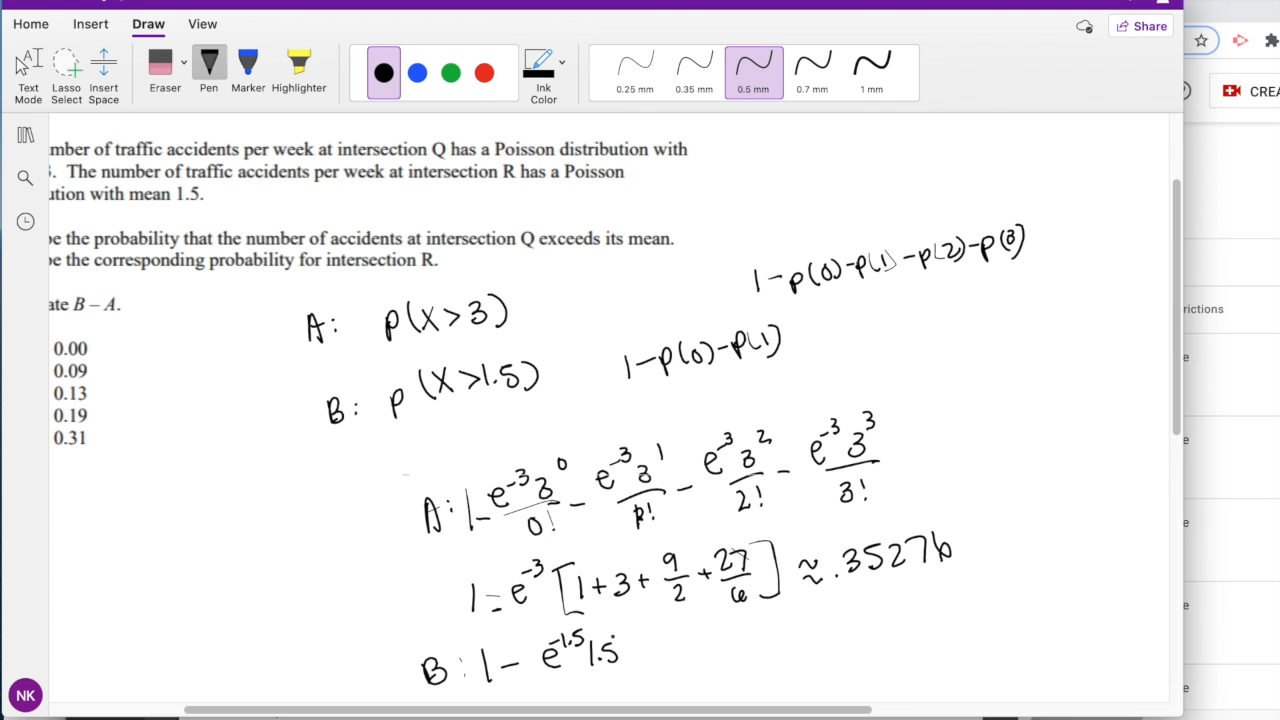 Home Insert Draw View
Share
Text Mode
Lasso Select
Insert Space
Eraser
Pen
Marker
Highlighter
Ink Color
0.25 mm
0.35 mm
0.5 mm
0.7 mm
1 mm
CREA
mber of traffic accidents per week at intersection Q has a Poisson distribution with
. The number of traffic accidents per week at intersection R has a Poisson
ution with mean 1.5.
be the probability that the number of accidents at intersection Q exceeds its mean.
be the corresponding probability for intersection R.
ate B – A.
0.00
0.09
0.13
0.19
0.31
1-p(0)-p(1)-p(2)-p(3)
A: p(X>3)
1-p(0)-p(1)
B: p(X>1.5)
A: 1 - e^-3 3^0 / 0! - e^-3 3^1 / 1! - e^-3 3^2 / 2! - e^-3 3^3 / 3!
1 - e^-3 [1+3+ 9/2 + 27/6] ≈ .35276
B: 1 - e^-1.5 1.5
rictions
e
e
e
e
e
NK